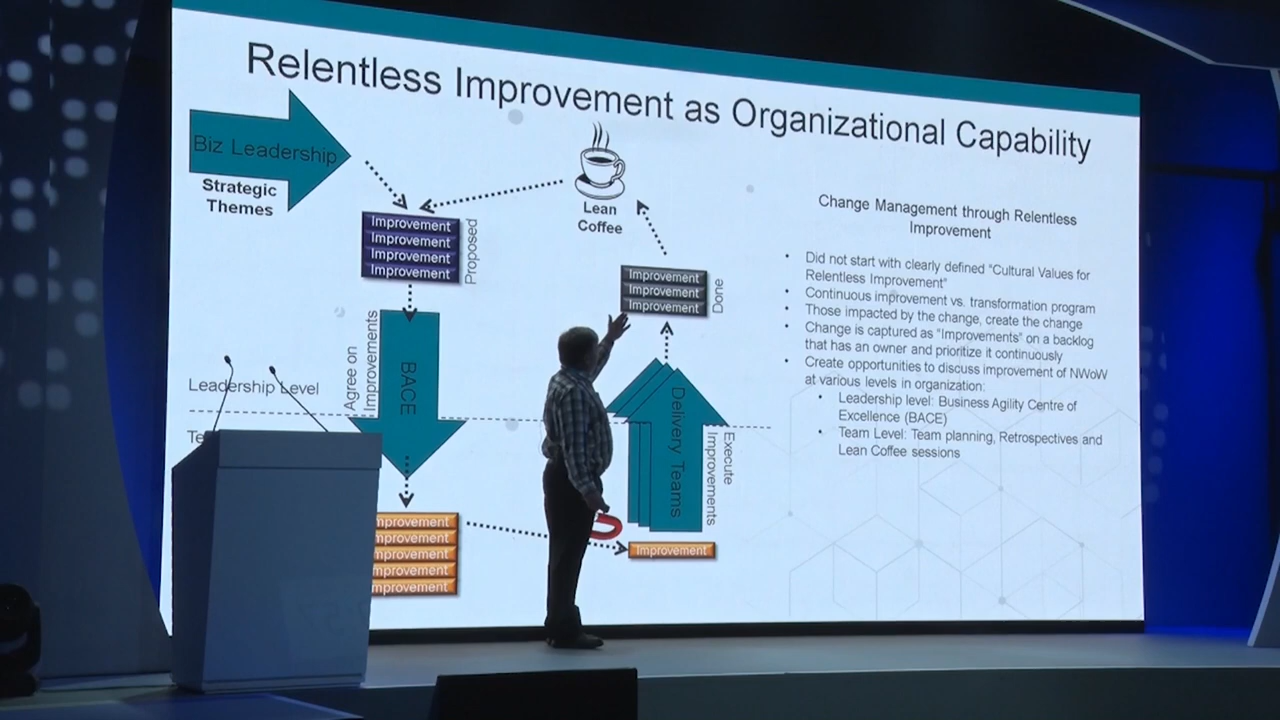 Relentless Improvement as Organizational Capability
Biz Leadership
Strategic
Themes
Lean
Coffee
Improvement
Improvement
Improvement
Improvement
Proposed
Improvement
Improvement
Improvement
Done
Agree on
Improvements
BACE
Leadership Level
Delivery Teams
Execute
Improvements
Improvement
Improvement
Improvement
Improvement
Improvement
Improvement
Change Management through Relentless
Improvement
• Did not start with clearly defined “Cultural Values for
Relentless Improvement”
• Continuous improvement vs. transformation program
• Those impacted by the change, create the change
• Change is captured as “Improvements” on a backlog
that has an owner and prioritize it continuously
• Create opportunities to discuss improvement of NWoW
at various levels in organization:
• Leadership level: Business Agility Centre of
Excellence (BACE)
• Team Level: Team planning, Retrospectives and
Lean Coffee sessions